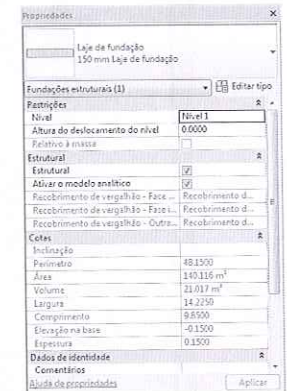 Propriedades
Laje de fundação
150 mm Laje de fundação
Fundações estruturais (1) Editar tipo
Restrições
Nível Nível 1
Altura do deslocamento do nível 0.0000
Relativo à massa
Estrutural
Estrutural
Ativar o modelo analítico
Recobrimento de vergalhão - Face ... Recobrimento d...
Recobrimento de vergalhão - Face i... Recobrimento d...
Recobrimento de vergalhão - Outra... Recobrimento d...
Cotas
Inclinação
Perímetro 48.1500
Área 140.116 m²
Volume 21.017 m³
Largura 14.2250
Comprimento 9.8500
Elevação na base -0.1500
Espessura 0.1500
Dados de identidade
Comentários
Ajuda de propriedades Aplicar